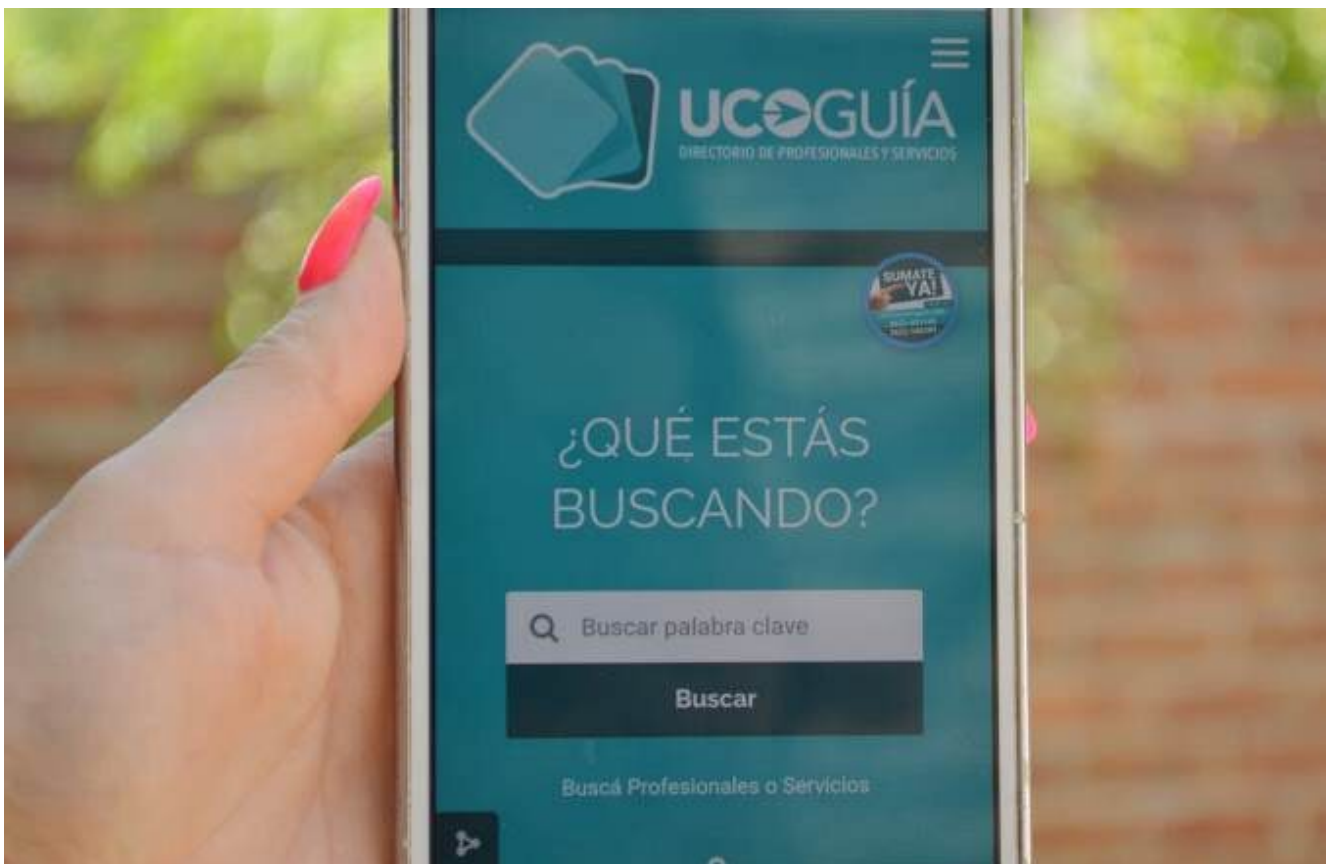 UCOGUÍA
DIRECTORIO DE PROFESIONALES Y SERVICIOS
SUMATE
YA!
¿QUÉ ESTÁS
BUSCANDO?
Buscar palabra clave
Buscar
Buscá Profesionales o Servicios